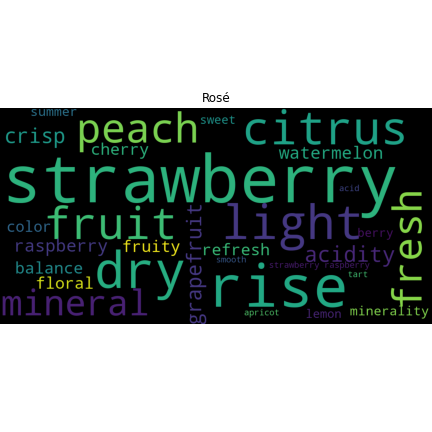 Rosé
summer
peach
sweet
citrus
crisp
cherry
watermelon
strawberry
acid
fresh
color
fruit
grapefruit
light
berry
raspberry
fruity
refresh
acidity
balance
dry
smooth
strawberry raspberry
floral
rise
tart
mineral
apricot
lemon
minerality